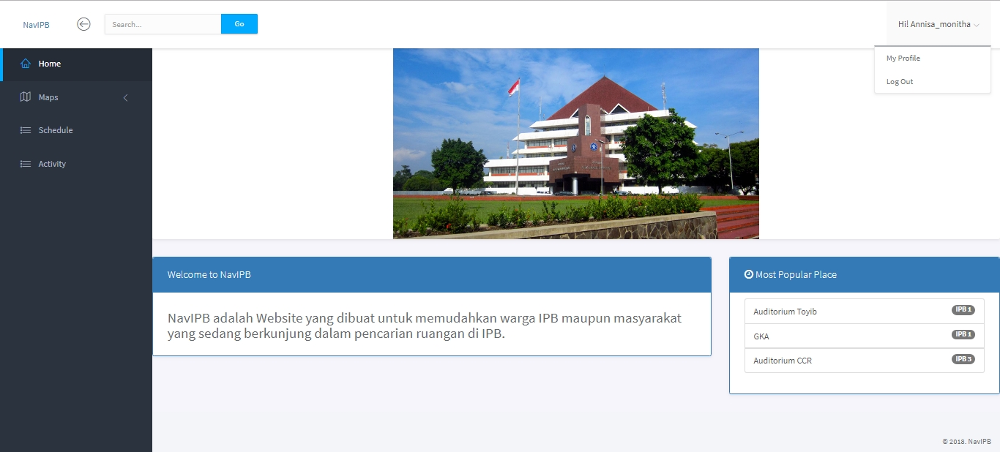 NavIPB
Search...
Go
Hi! Annisa_monitha
My Profile
Log Out
Home
Maps
Schedule
Activity
Welcome to NavIPB
NavIPB adalah Website yang dibuat untuk memudahkan warga IPB maupun masyarakat
yang sedang berkunjung dalam pencarian ruangan di IPB.
Most Popular Place
Auditorium Toyib IPB 1
GKA IPB 1
Auditorium CCR IPB 3
© 2018. NavIPB